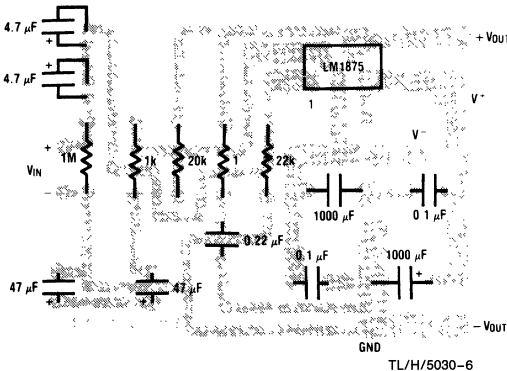 4.7 μF
+
+ VOUT
LM1875
+
4.7 μF
1
V+
V−
+
VIN
−
1M
1k
20k
1
22k
1000 μF
0 1 μF
0.22 μF
0.1 μF
1000 μF
+
47 μF
+
47 μF
+
− VOUT
GND
TL/H/5030–6